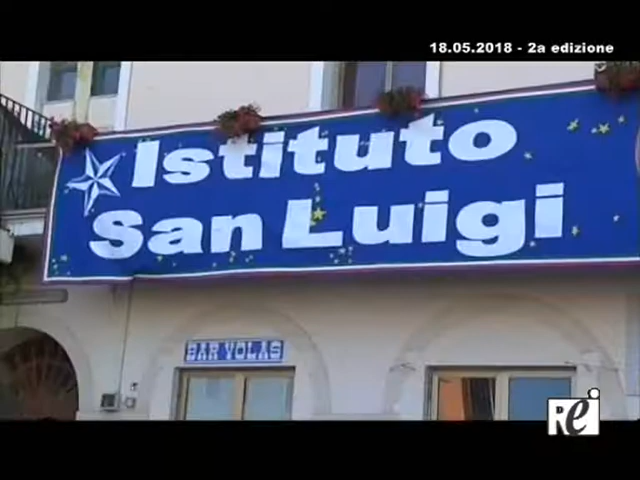 18.05.2018 - 2a edizione
Istituto
San Luigi
BAR VOLAS
REi